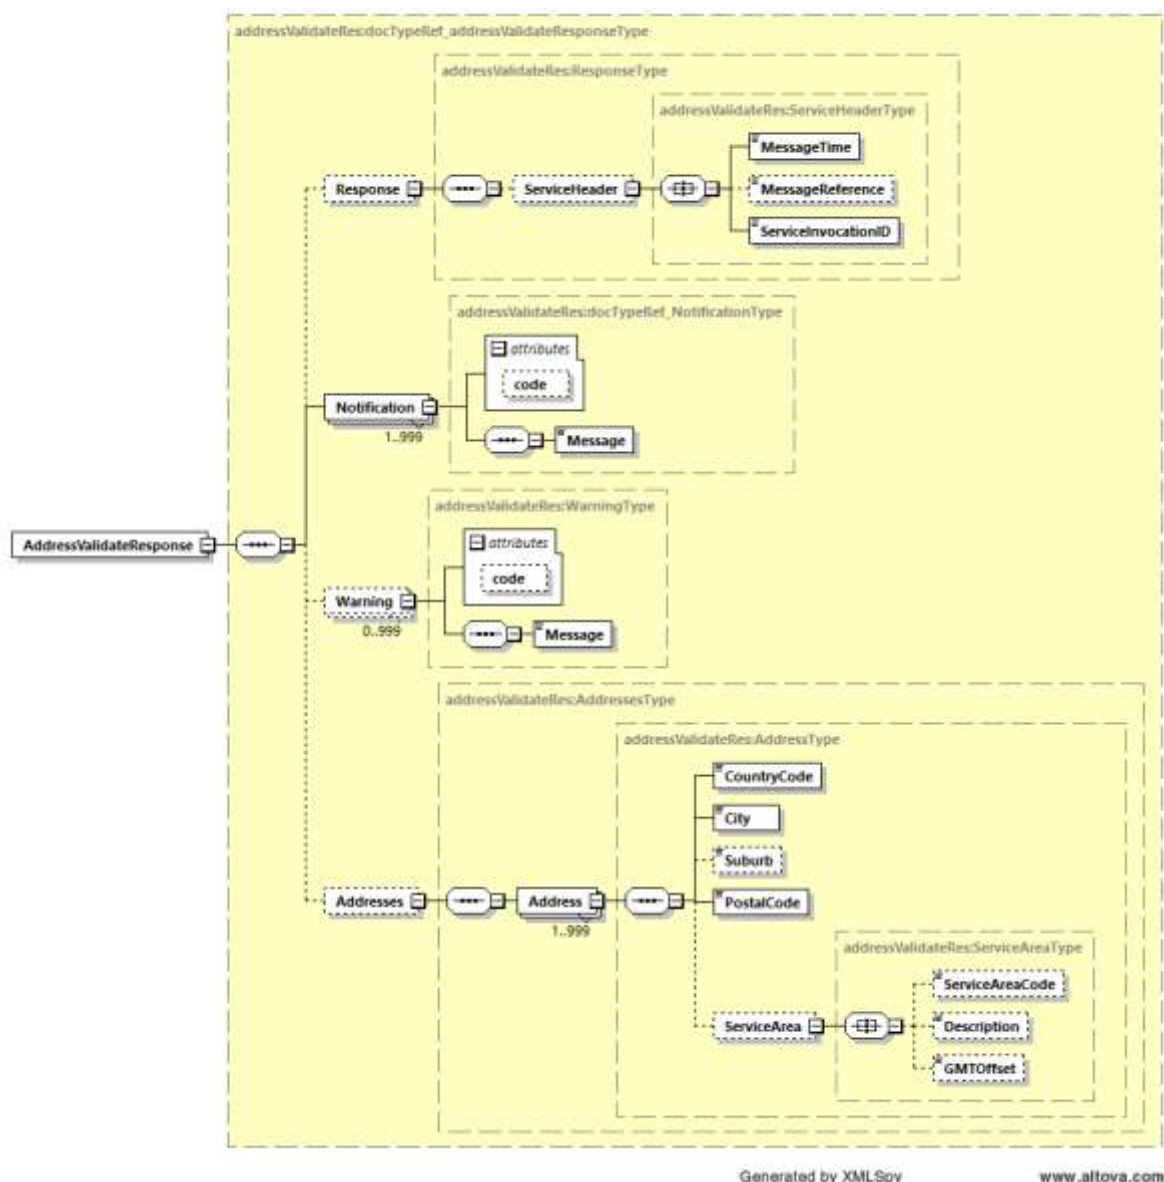 addressValidateRes:docTypeRef_addressValidateResponseType
addressValidateRes:ResponseType
addressValidateRes:ServiceHeaderType
MessageTime
Response
ServiceHeader
MessageReference
ServiceInvocationID
addressValidateRes:docTypeRef_NotificationType
attributes
code
Notification
1..999
Message
addressValidateRes:WarningType
attributes
code
AddressValidateResponse
Warning
0..999
Message
addressValidateRes:AddressesType
addressValidateRes:AddressType
CountryCode
City
Suburb
Addresses
Address
1..999
PostalCode
addressValidateRes:ServiceAreaType
ServiceAreaCode
ServiceArea
Description
GMTOffset
Generated by XMLSpy www.altova.com